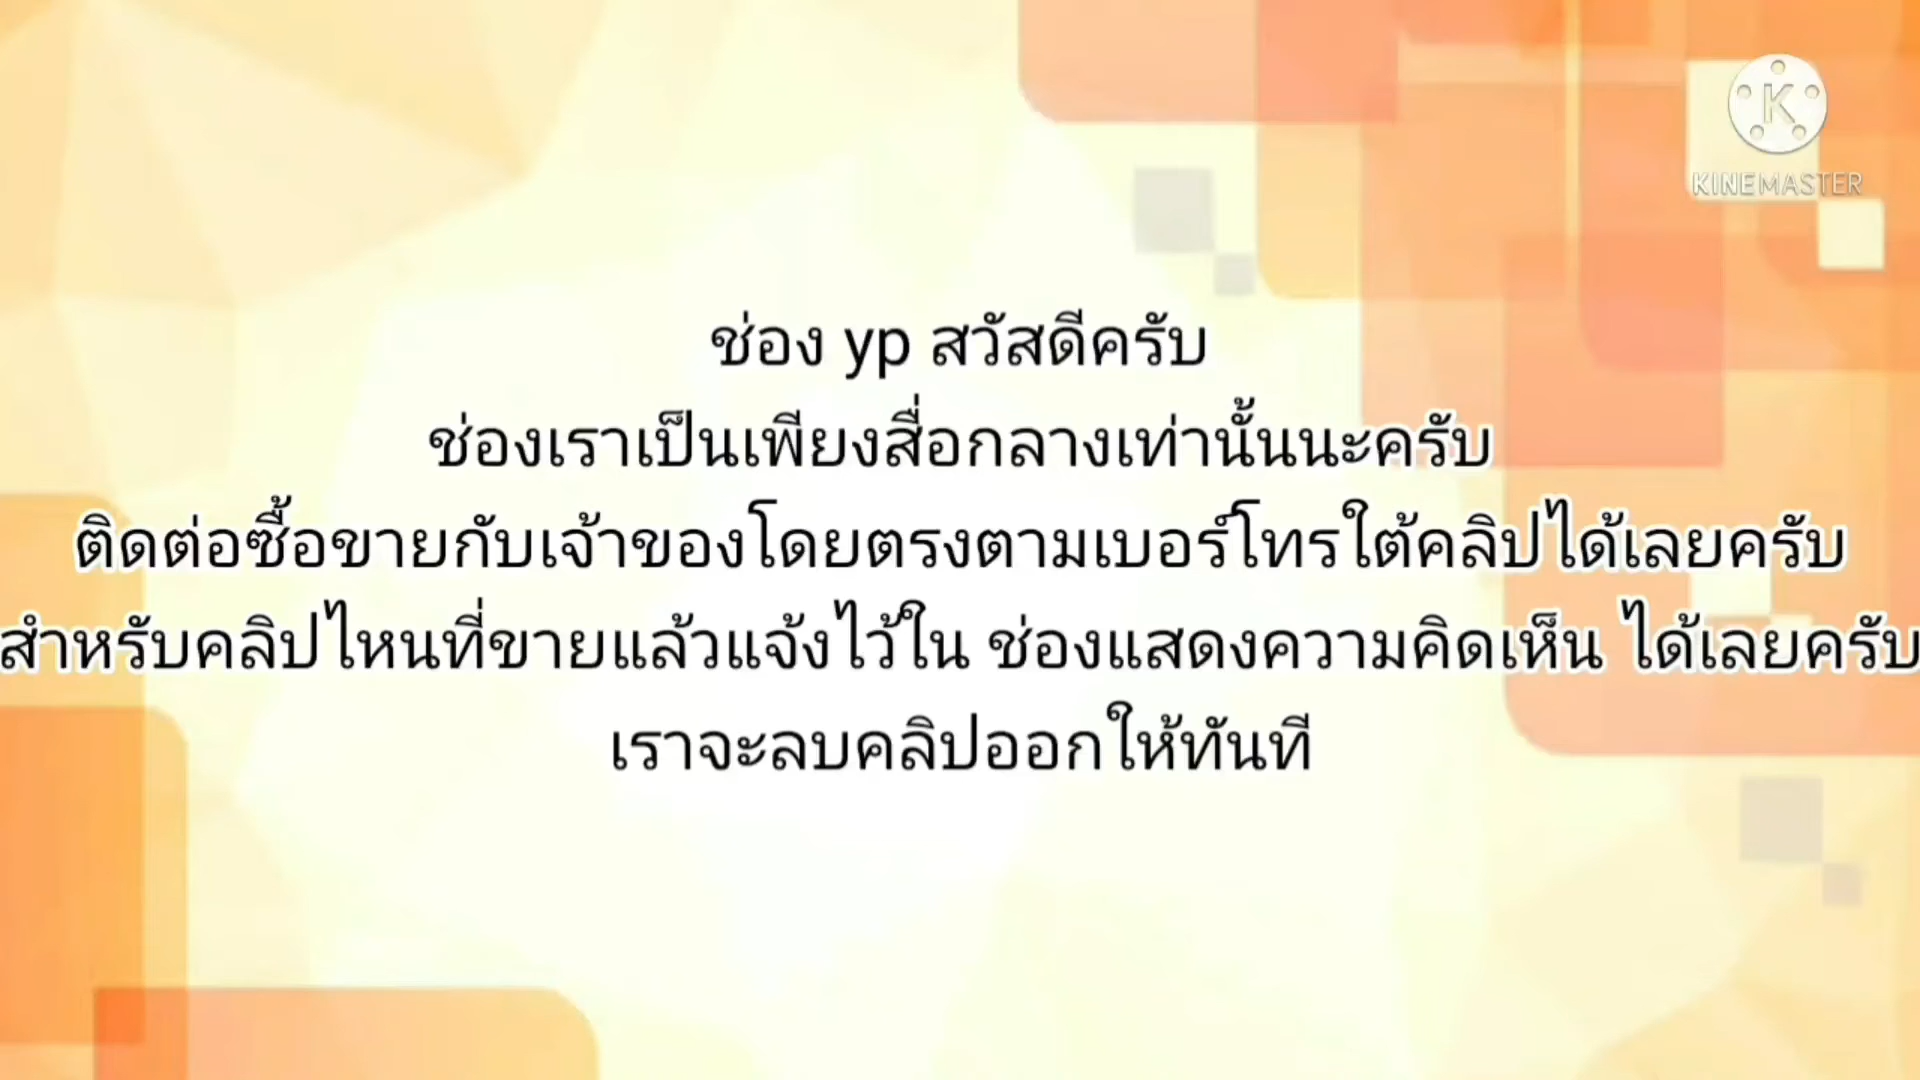 KINEMASTER
ช่อง yp สวัสดีครับ
ช่องเราเป็นเพียงสื่อกลางเท่านั้นนะครับ
ติดต่อซื้อขายกับเจ้าของโดยตรงตามเบอร์โทรใต้คลิปได้เลยครับ
สำหรับคลิปไหนที่ขายแล้วแจ้งไว้ใน ช่องแสดงความคิดเห็น ได้เลยครับ
เราจะลบคลิปออกให้ทันที